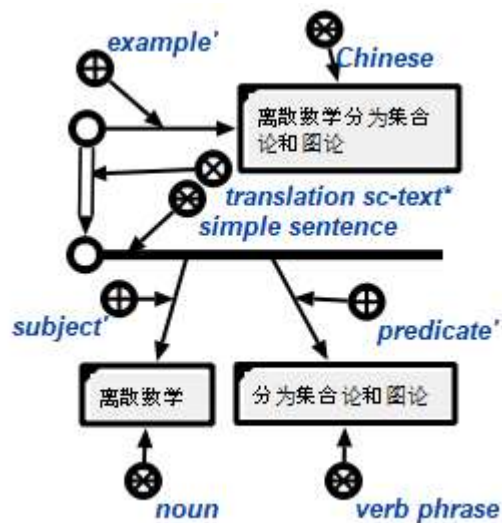 example'
Chinese
离散数学分为集合
论和图论
translation sc-text*
simple sentence
subject'
predicate'
离散数学
分为集合论和图论
noun
verb phrase